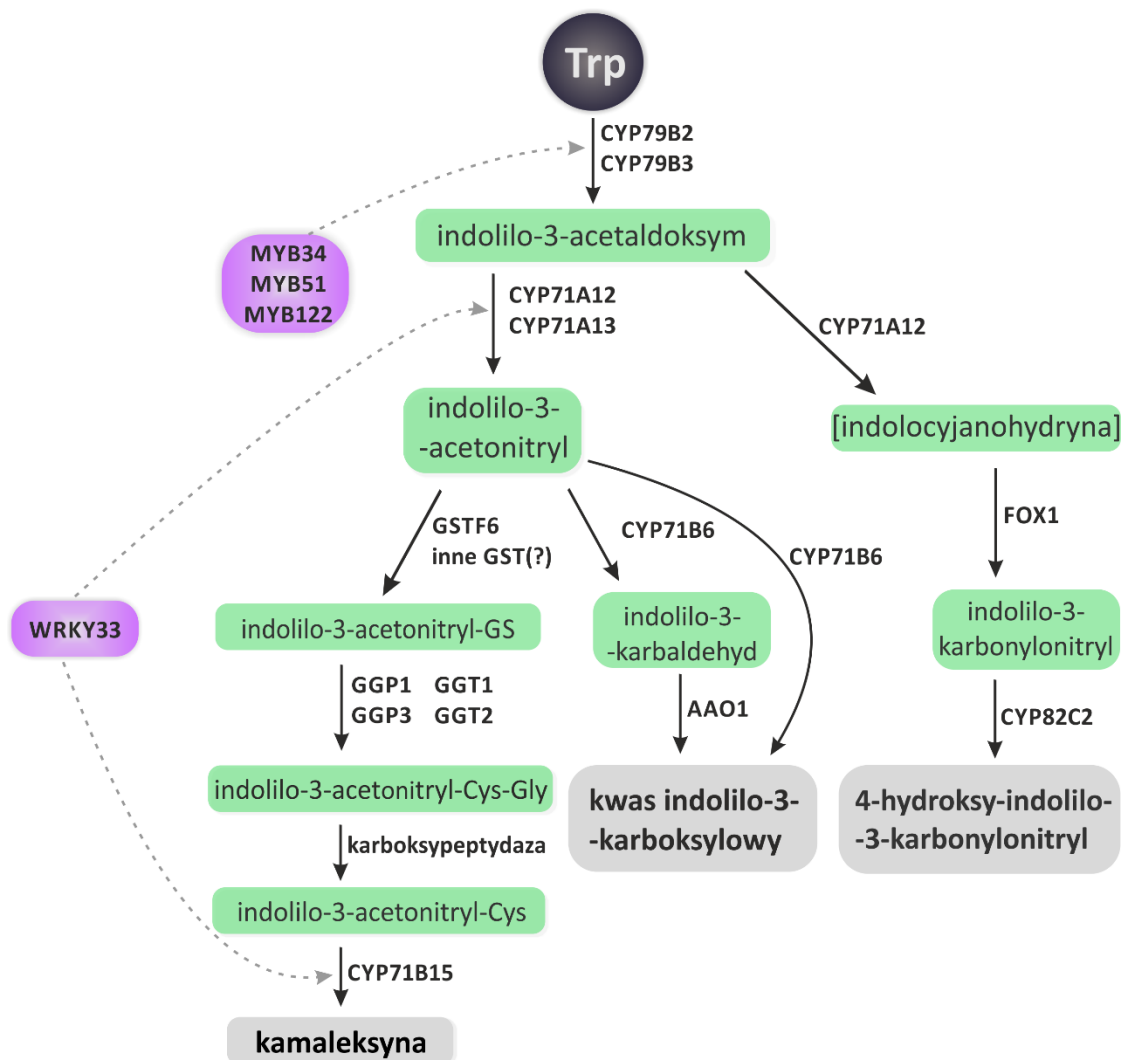 Trp
CYP79B2
CYP79B3
indolilo-3-acetaldoksym
MYB34
MYB51
MYB122
CYP71A12
CYP71A13
CYP71A12
indolilo-3-
-acetonitryl
[indolocyjanohydryna]
GSTF6
inne GST(?)
CYP71B6
CYP71B6
FOX1
WRKY33
indolilo-3-acetonitryl-GS
indolilo-3-
-karbaldehyd
indolilo-3-
karbonylonitryl
GGP1 GGT1
GGP3 GGT2
AAO1
CYP82C2
indolilo-3-acetonitryl-Cys-Gly
kwas indolilo-3-
-karboksylowy
4-hydroksy-indolilo-
-3-karbonylonitryl
karboksypeptydaza
indolilo-3-acetonitryl-Cys
CYP71B15
kamaleksyna